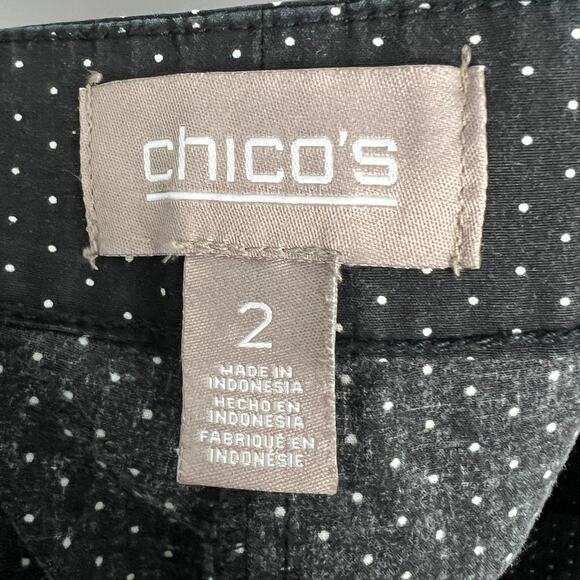 chico's
2
MADE IN
INDONESIA
HECHO EN
INDONESIA
FABRIQUÉ EN
INDONÉSIE